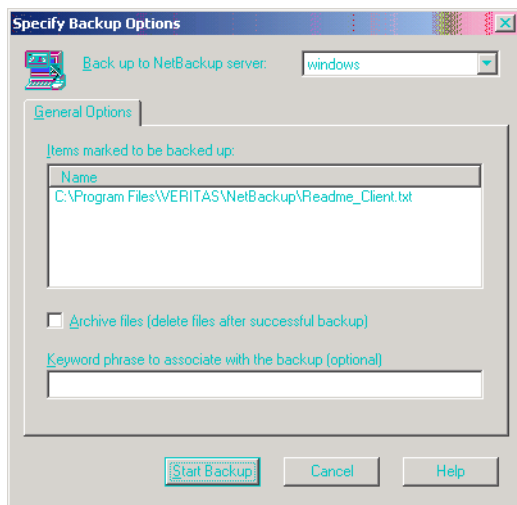 Specify Backup Options
Back up to NetBackup server: windows
General Options
Items marked to be backed up:
Name
C:\Program Files\VERITAS\NetBackup\Readme_Client.txt
Archive files (delete files after successful backup)
Keyword phrase to associate with the backup (optional)
Start Backup Cancel Help